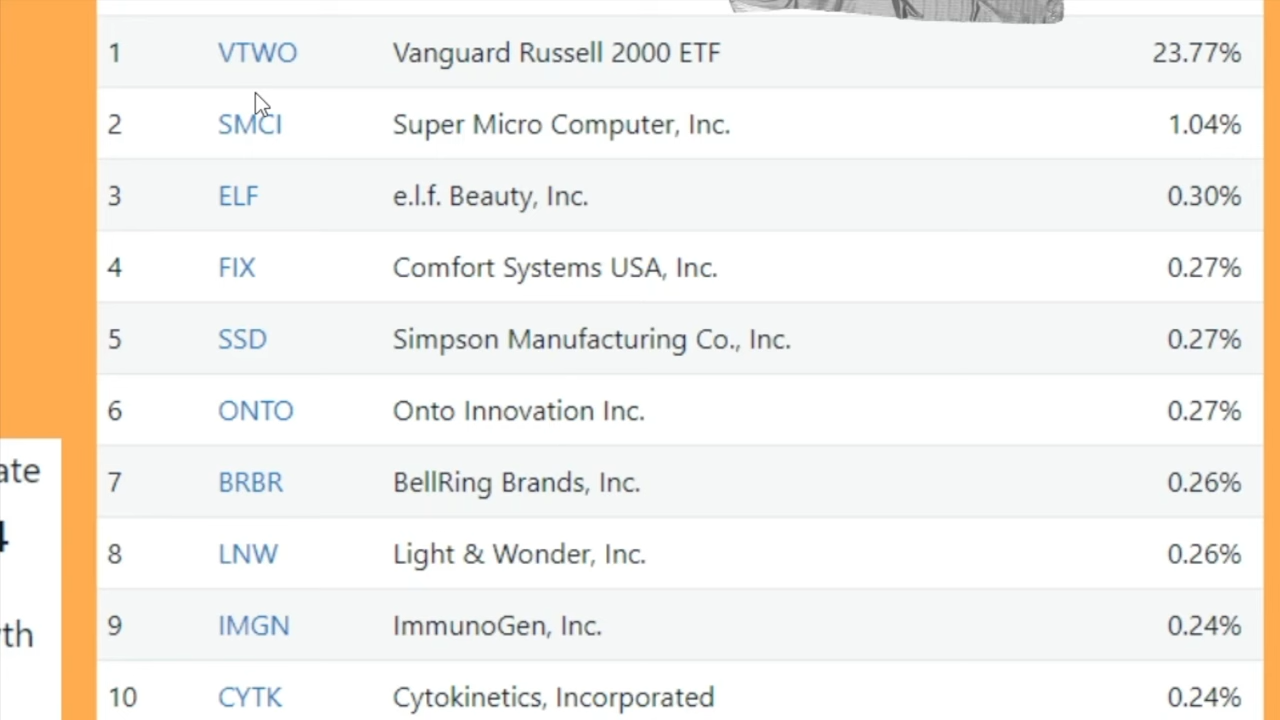 1 VTWO Vanguard Russell 2000 ETF 23.77%
2 SMCI Super Micro Computer, Inc. 1.04%
3 ELF e.l.f. Beauty, Inc. 0.30%
4 FIX Comfort Systems USA, Inc. 0.27%
5 SSD Simpson Manufacturing Co., Inc. 0.27%
6 ONTO Onto Innovation Inc. 0.27%
7 BRBR BellRing Brands, Inc. 0.26%
8 LNW Light & Wonder, Inc. 0.26%
9 IMGN ImmunoGen, Inc. 0.24%
10 CYTK Cytokinetics, Incorporated 0.24%